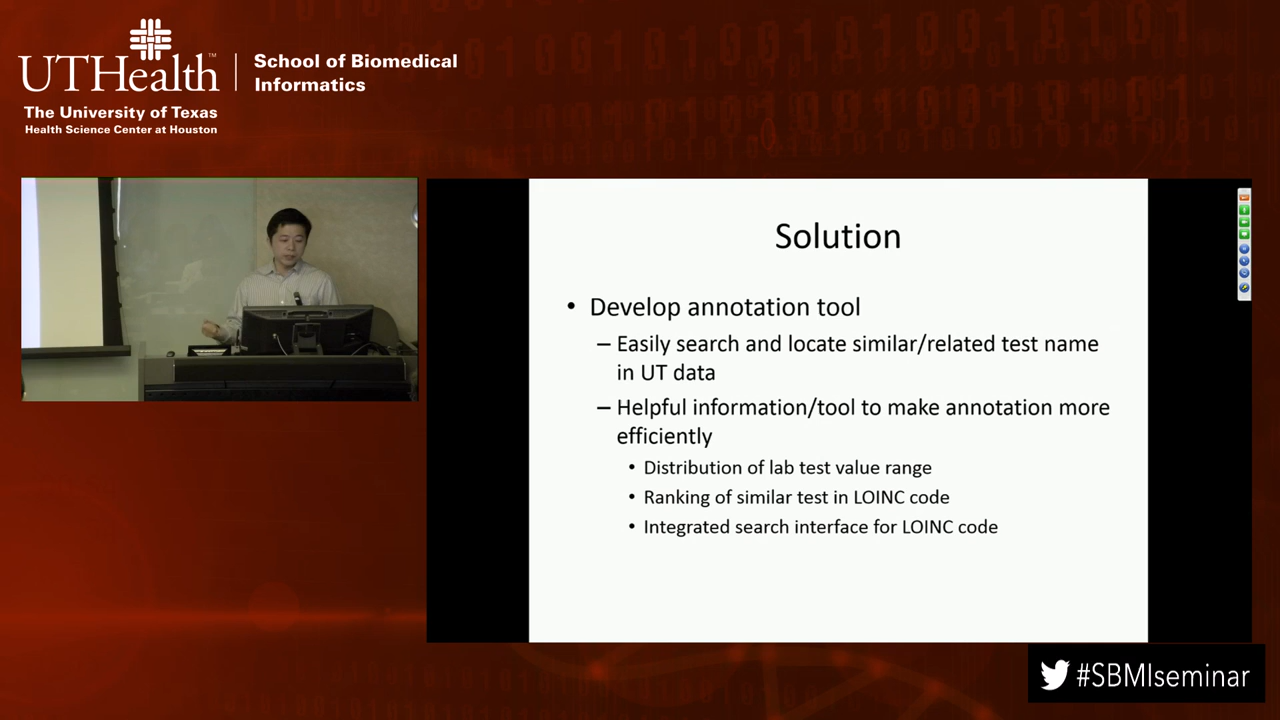 UTHealth™
School of Biomedical
Informatics
The University of Texas
Health Science Center at Houston
Solution
• Develop annotation tool
– Easily search and locate similar/related test name
in UT data
– Helpful information/tool to make annotation more
efficiently
• Distribution of lab test value range
• Ranking of similar test in LOINC code
• Integrated search interface for LOINC code
#SBMIseminar